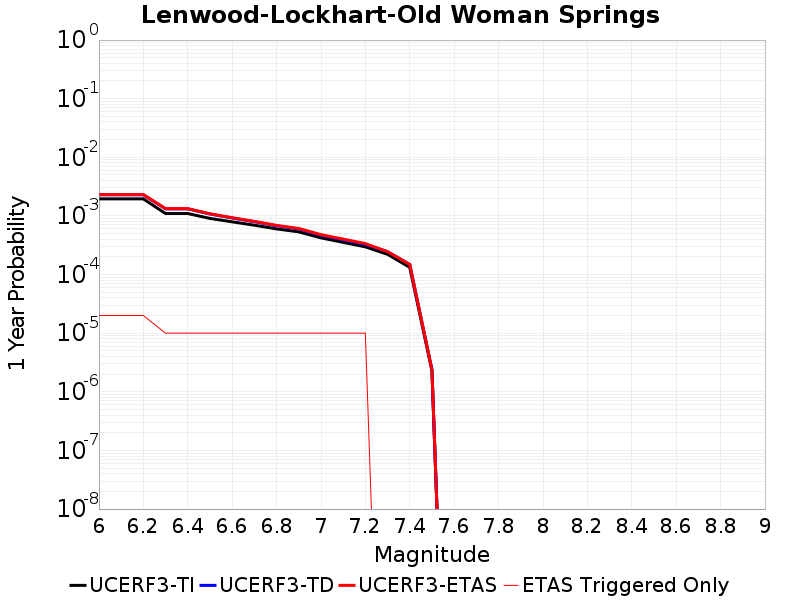 Lenwood-Lockhart-Old Woman Springs
1 Year Probability
10^0
10^-1
10^-2
10^-3
10^-4
10^-5
10^-6
10^-7
10^-8
6 6.2 6.4 6.6 6.8 7 7.2 7.4 7.6 7.8 8 8.2 8.4 8.6 8.8 9
Magnitude
UCERF3-TI UCERF3-TD UCERF3-ETAS ETAS Triggered Only